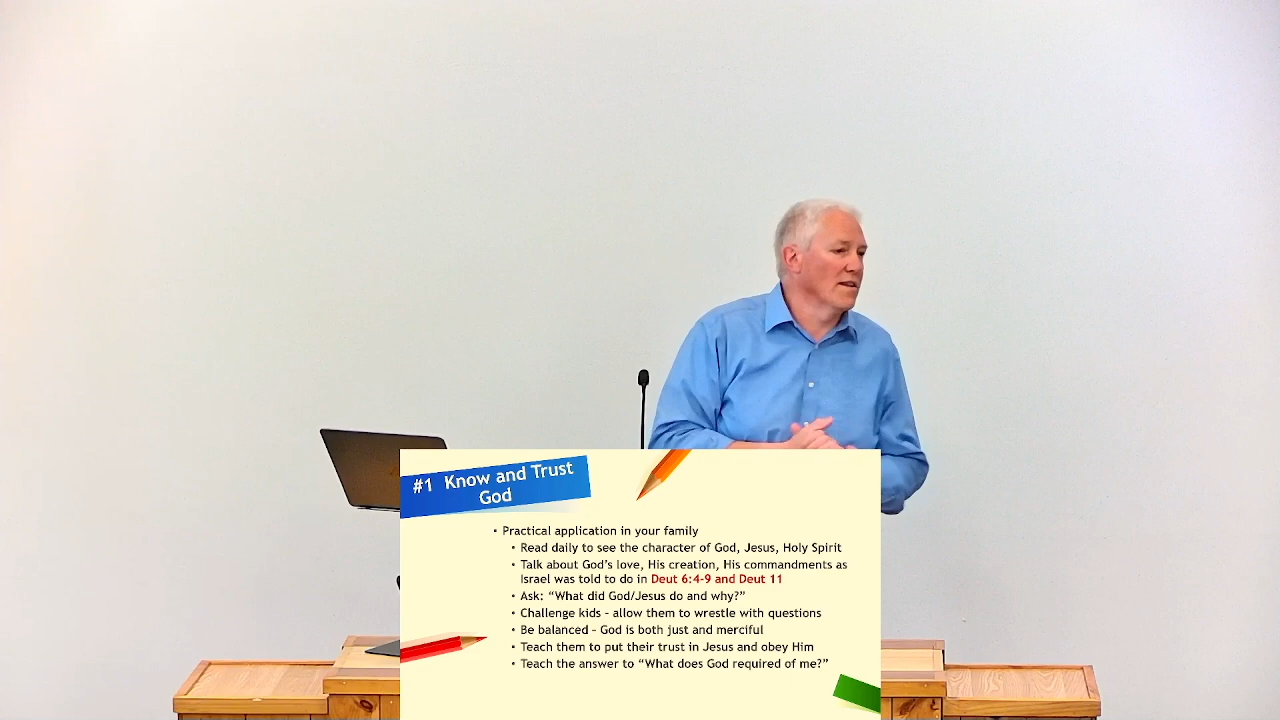 #1 Know and Trust
God
• Practical application in your family
• Read daily to see the character of God, Jesus, Holy Spirit
• Talk about God's love, His creation, His commandments as
Israel was told to do in Deut 6:4-9 and Deut 11
• Ask: “What did God/Jesus do and why?”
• Challenge kids – allow them to wrestle with questions
• Be balanced – God is both just and merciful
• Teach them to put their trust in Jesus and obey Him
• Teach the answer to “What does God required of me?”